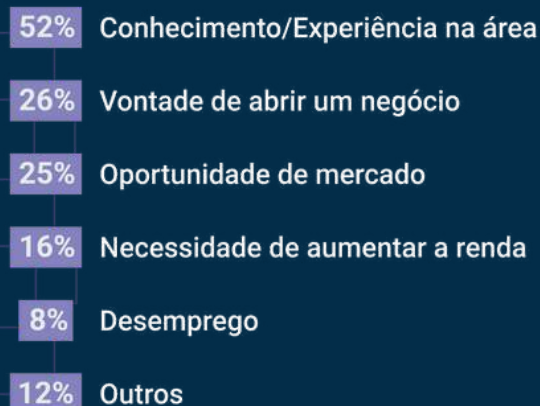 52% Conhecimento/Experiência na área
26% Vontade de abrir um negócio
25% Oportunidade de mercado
16% Necessidade de aumentar a renda
8% Desemprego
12% Outros